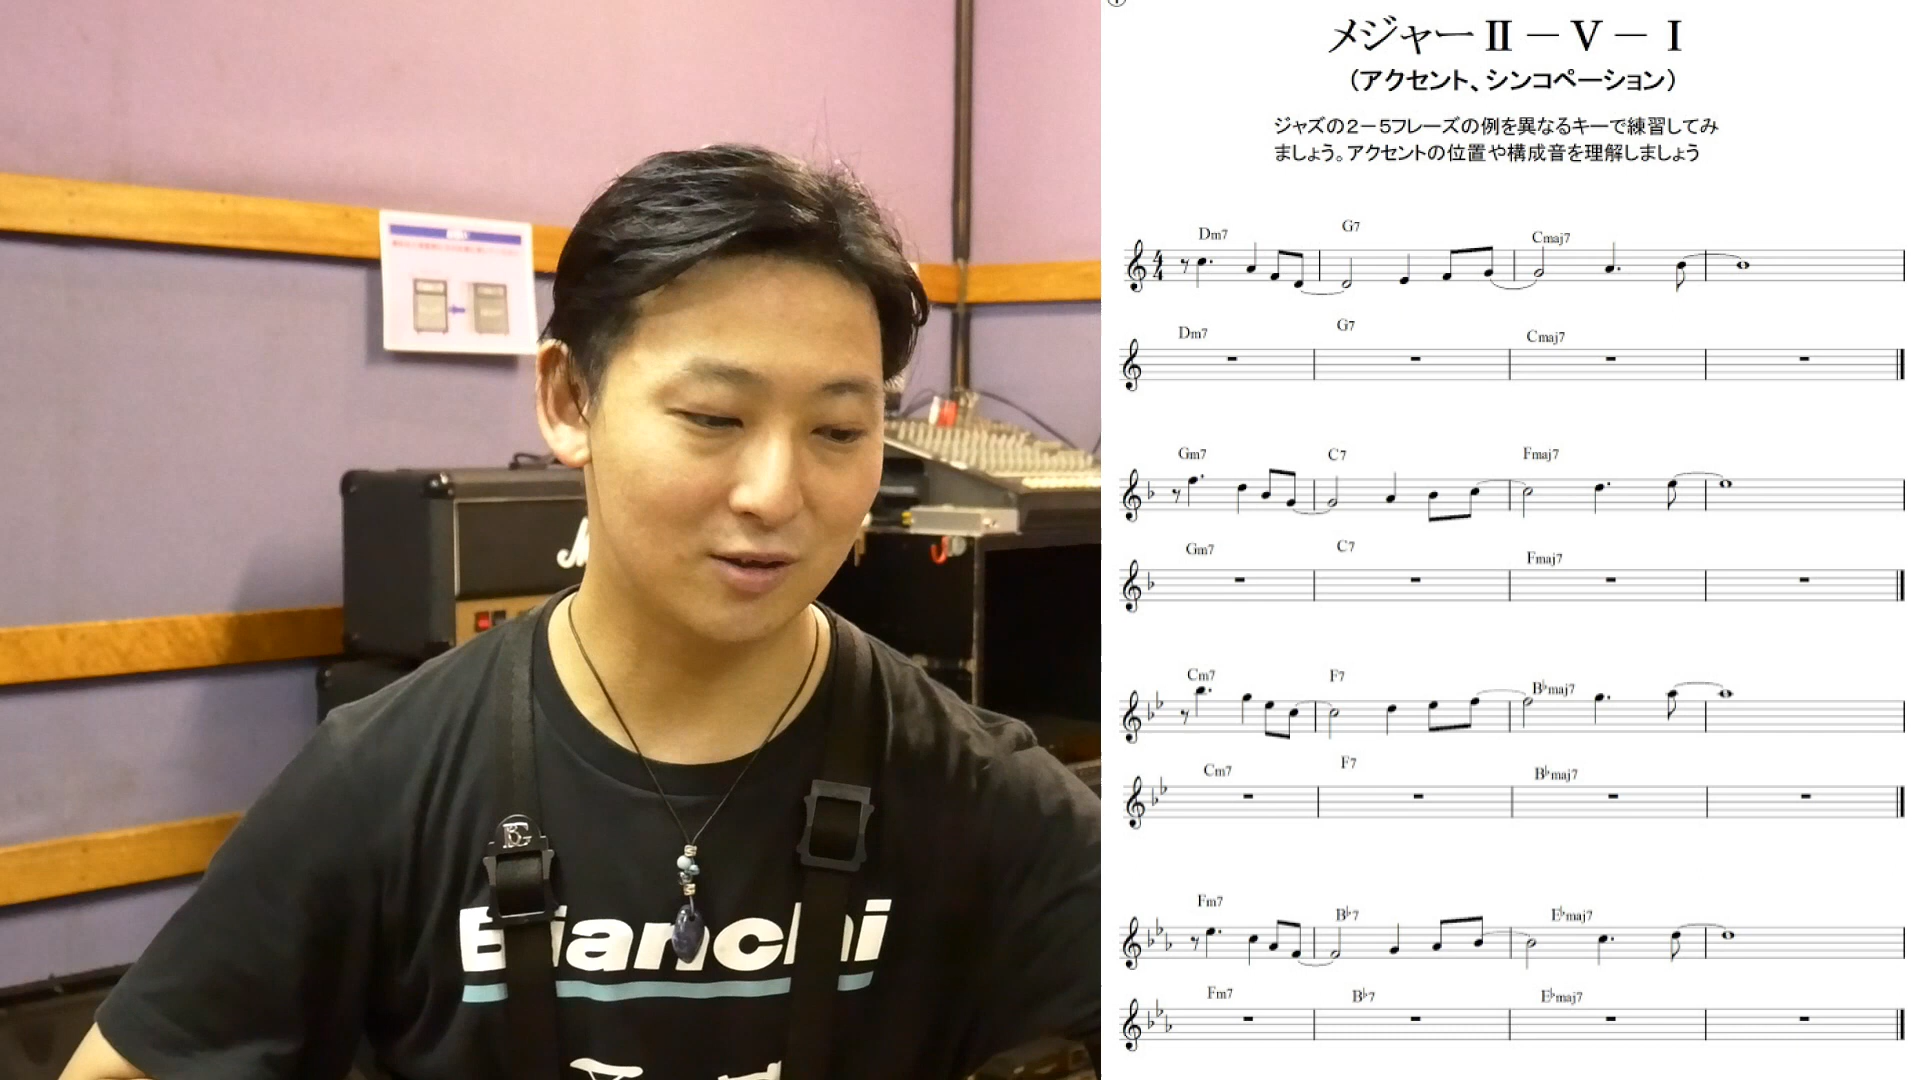 メジャーⅡ－Ⅴ－Ⅰ
（アクセント、シンコペーション）
ジャズの２－５フレーズの例を異なるキーで練習してみ
ましょう。アクセントの位置や構成音を理解しましょう
Dm7 G7 Cmaj7
Dm7 G7 Cmaj7
Gm7 C7 Fmaj7
Gm7 C7 Fmaj7
Cm7 F7 B♭maj7
Cm7 F7 B♭maj7
Fm7 B♭7 E♭maj7
Fm7 B♭7 E♭maj7
BG
Bianchi